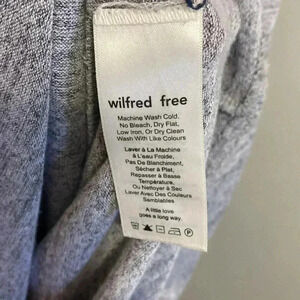 wilfred free
Machine Wash Cold.
No Bleach, Dry Flat,
Low Iron, Or Dry Clean
Wash With Like Colours
Laver À La Machine
À L'eau Froide,
Pas De Blanchiment,
Sécher À Plat,
Repasser À Basse
Température,
Ou Nettoyer À Sec
Avec Des Couleurs
Semblables
A little love
goes a long way.